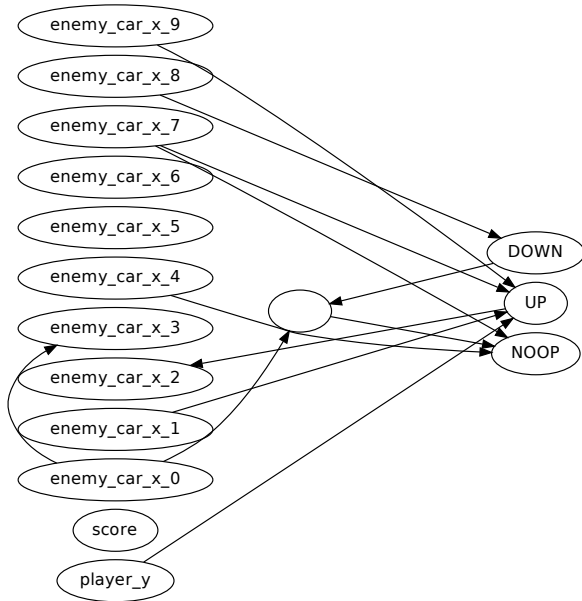 enemy_car_x_9
enemy_car_x_8
enemy_car_x_7
enemy_car_x_6
enemy_car_x_5
enemy_car_x_4
enemy_car_x_3
enemy_car_x_2
enemy_car_x_1
enemy_car_x_0
score
player_y
DOWN
UP
NOOP